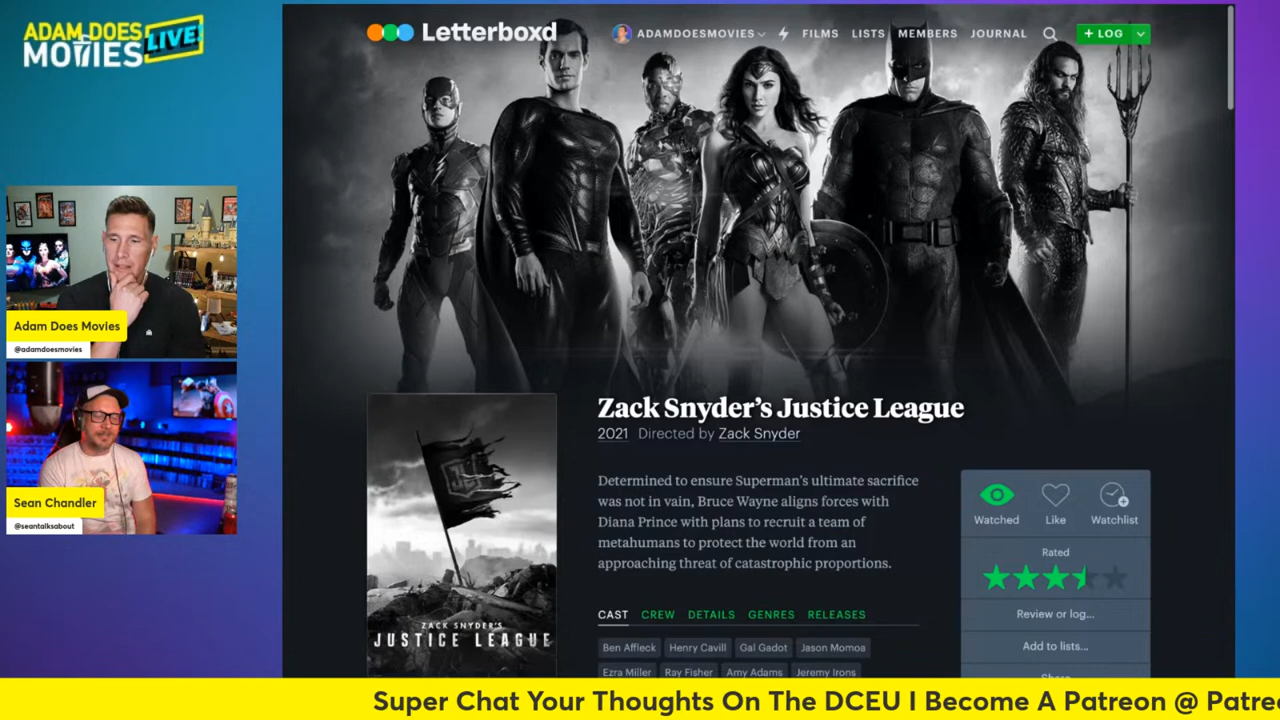 ADAM DOES
MOVIES
LIVE!
Letterboxd
ADAMDOESMOVIES
FILMS
LISTS
MEMBERS
JOURNAL
+ LOG
Adam Does Movies
@adamdoesmovies
Sean Chandler
@seantalksabout
ZACK SNYDER'S
JUSTICE LEAGUE
Zack Snyder’s Justice League
2021 Directed by Zack Snyder
Determined to ensure Superman’s ultimate sacrifice
was not in vain, Bruce Wayne aligns forces with
Diana Prince with plans to recruit a team of
metahumans to protect the world from an
approaching threat of catastrophic proportions.
CAST CREW DETAILS GENRES RELEASES
Ben Affleck Henry Cavill Gal Gadot Jason Momoa
Ezra Miller Ray Fisher Amy Adams Jeremy Irons
Watched Like Watchlist
Rated
Review or log...
Add to lists...
Super Chat Your Thoughts On The DCEU I Become A Patreon @ Patre